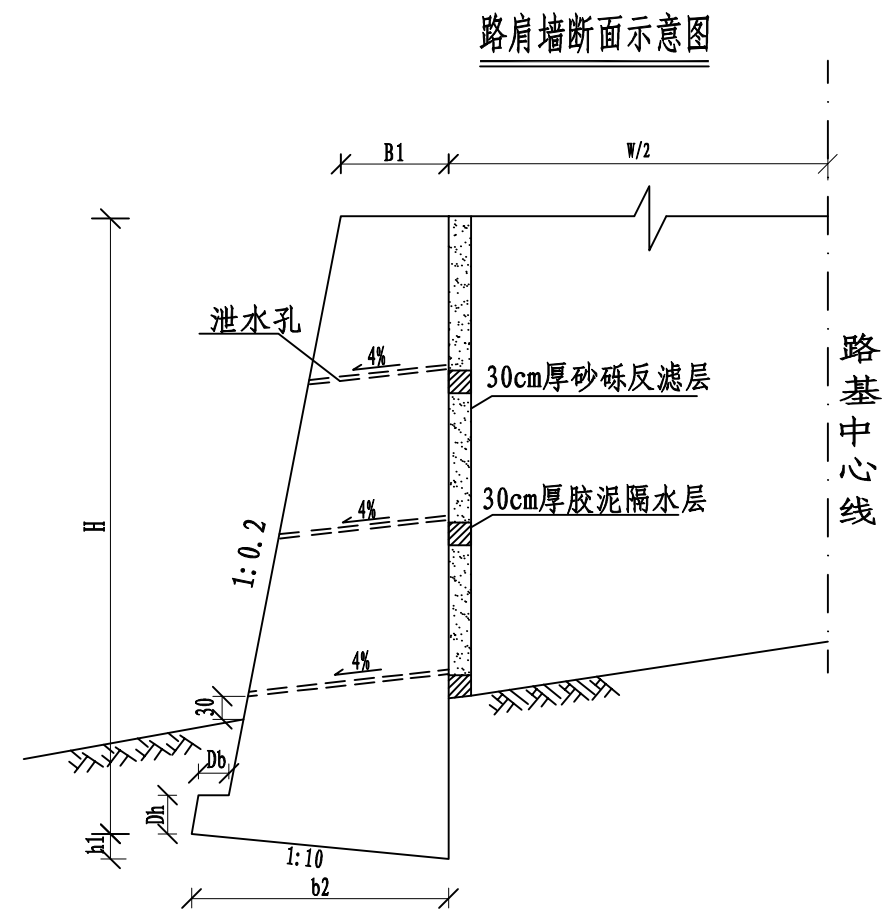 路肩墙断面示意图
B1
W/2
泄水孔
4%
30cm厚砂砾反滤层
路基中心线
H
4%
30cm厚胶泥隔水层
1:0.2
4%
30
Db
Dh
h1
1:10
b2